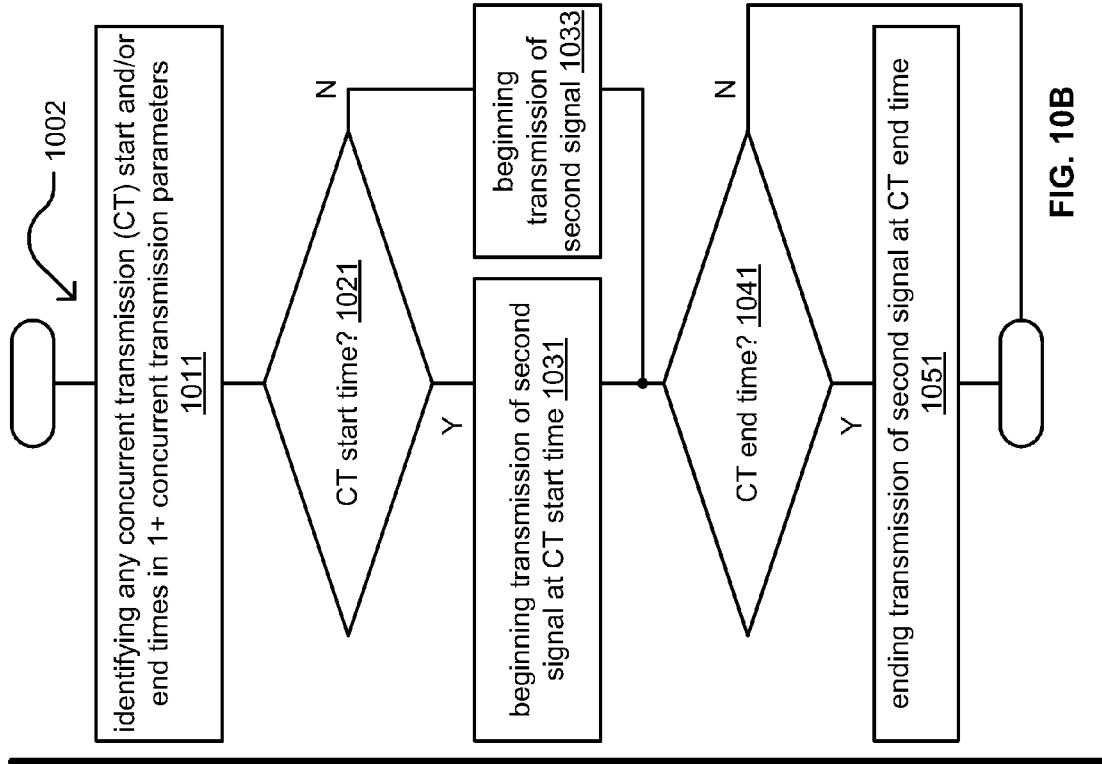 1002
identifying any concurrent transmission (CT) start and/or
end times in 1+ concurrent transmission parameters
1011
CT start time? 1021
N
Y
beginning transmission of second
signal at CT start time 1031
beginning
transmission of
second signal 1033
CT end time? 1041
N
Y
ending transmission of second signal at CT end time
1051
FIG. 10B